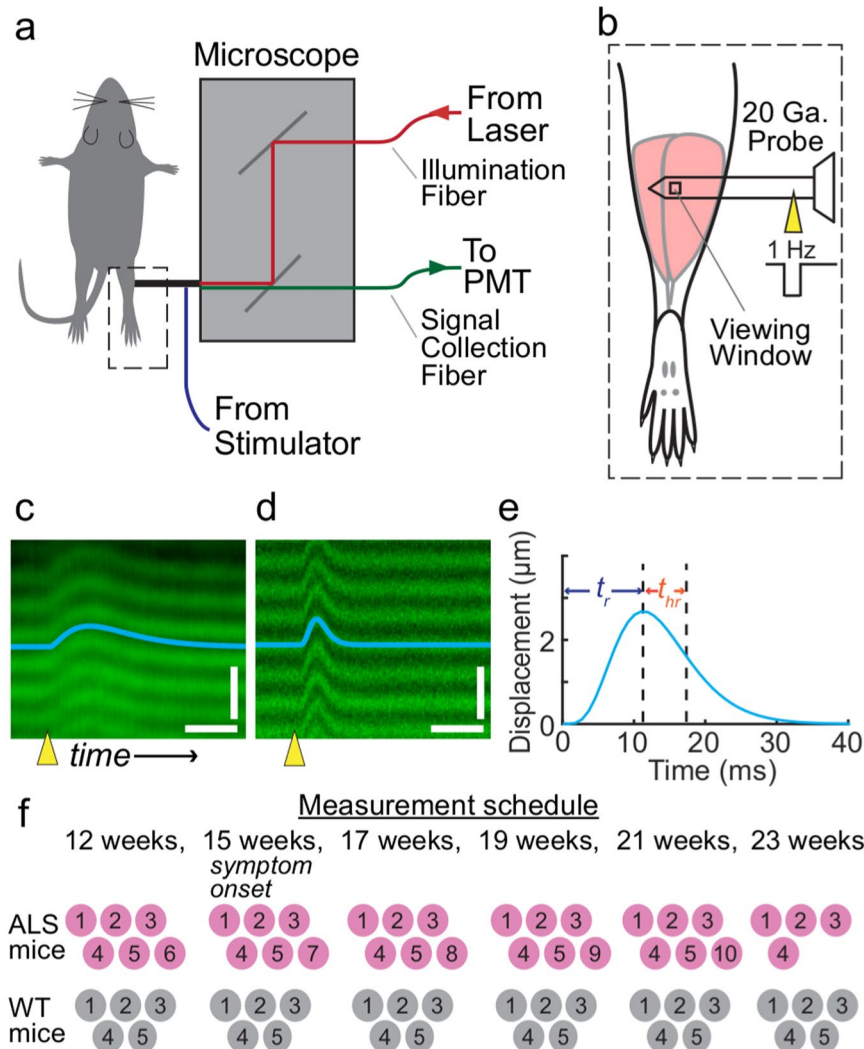 a
Microscope
From
Laser
Illumination
Fiber
To
PMT
Signal
Collection
Fiber
From
Stimulator
b
20 Ga.
Probe
1 Hz
Viewing
Window
c
time
d
e
Displacement (μm)
2
0
tr
thr
0 10 20 30 40
Time (ms)
f
Measurement schedule
12 weeks, 15 weeks, 17 weeks, 19 weeks, 21 weeks, 23 weeks
symptom
onset
ALS
mice
1 2 3 1 2 3 1 2 3 1 2 3 1 2 3 1 2 3
4 5 6 4 5 7 4 5 8 4 5 9 4 5 10 4
WT
mice
1 2 3 1 2 3 1 2 3 1 2 3 1 2 3 1 2 3
4 5 4 5 4 5 4 5 4 5 4 5